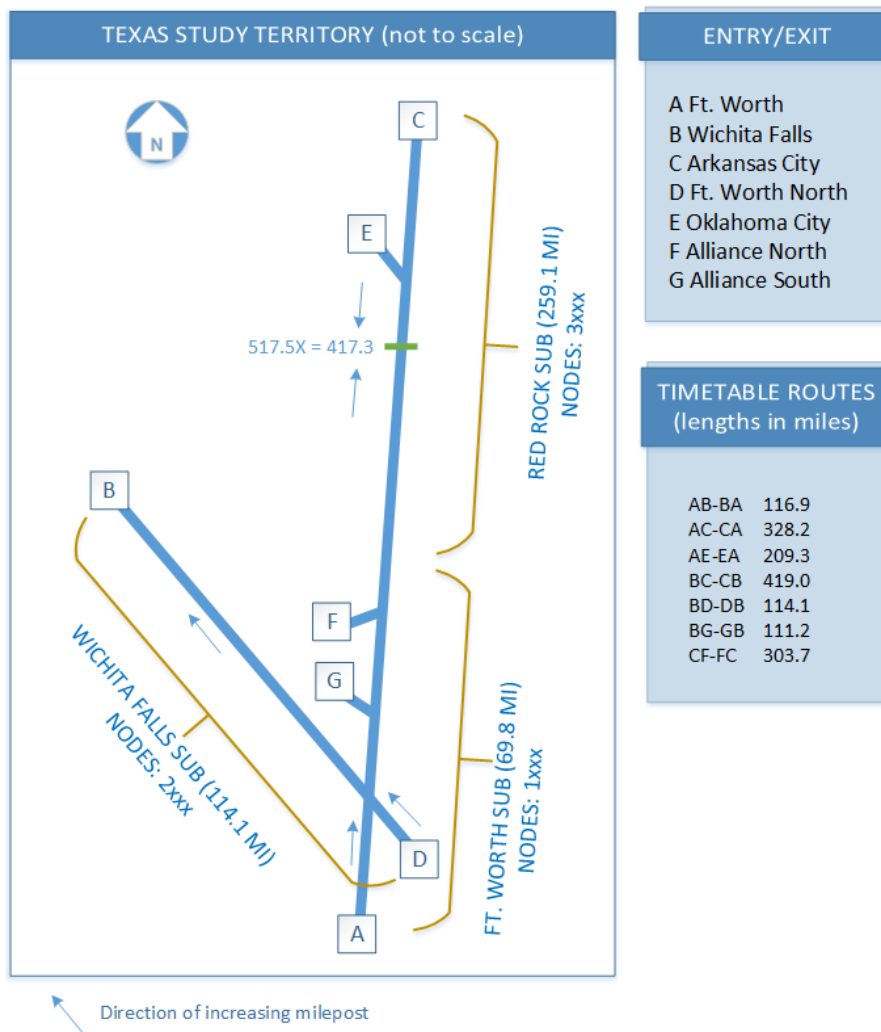 TEXAS STUDY TERRITORY (not to scale)
N
C
E
517.5X = 417.3
RED ROCK SUB (259.1 MI)
NODES: 3xxx
B
F
G
WICHITA FALLS SUB (114.1 MI)
NODES: 2xxx
FT. WORTH SUB (69.8 MI)
NODES: 1xxx
D
A
Direction of increasing milepost
ENTRY/EXIT
A Ft. Worth
B Wichita Falls
C Arkansas City
D Ft. Worth North
E Oklahoma City
F Alliance North
G Alliance South
TIMETABLE ROUTES
(lengths in miles)
AB-BA 116.9
AC-CA 328.2
AE-EA 209.3
BC-CB 419.0
BD-DB 114.1
BG-GB 111.2
CF-FC 303.7